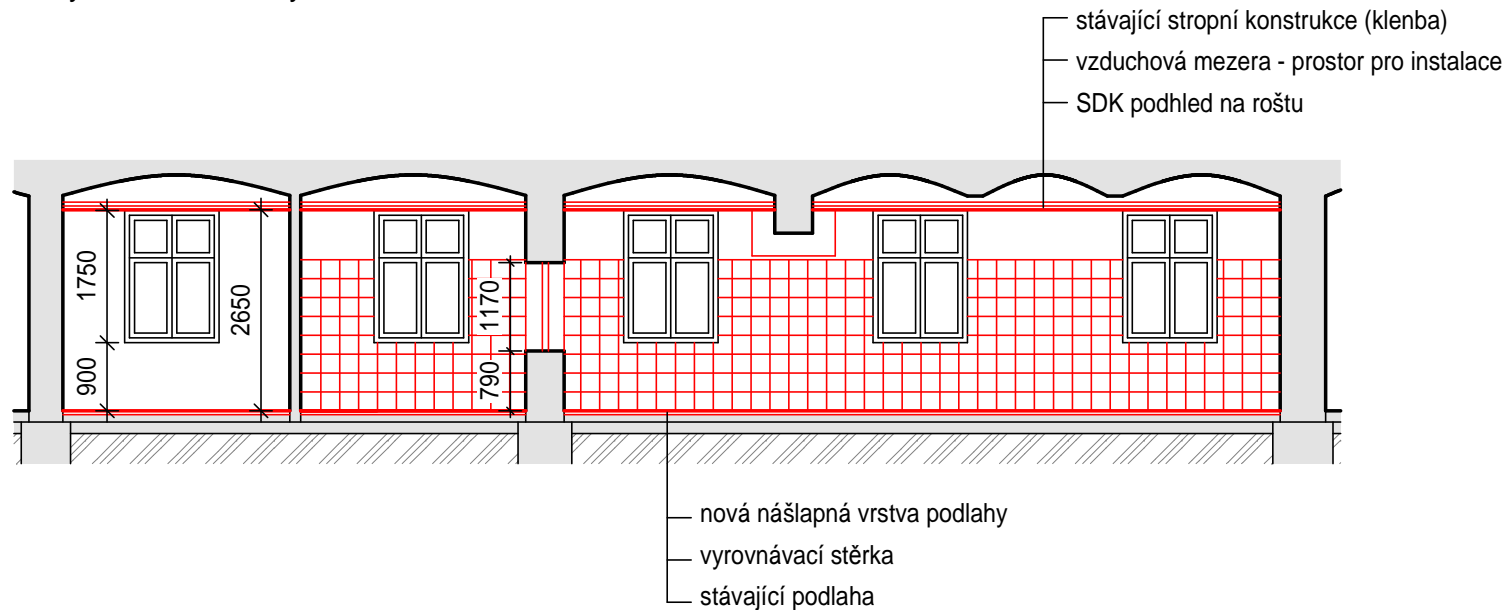 stávající stropní konstrukce (klenba)
vzduchová mezera - prostor pro instalace
SDK podhled na roštu
1750
2650
900
1170
790
nová nášlapná vrstva podlahy
vyrovnávací stěrka
stávající podlaha